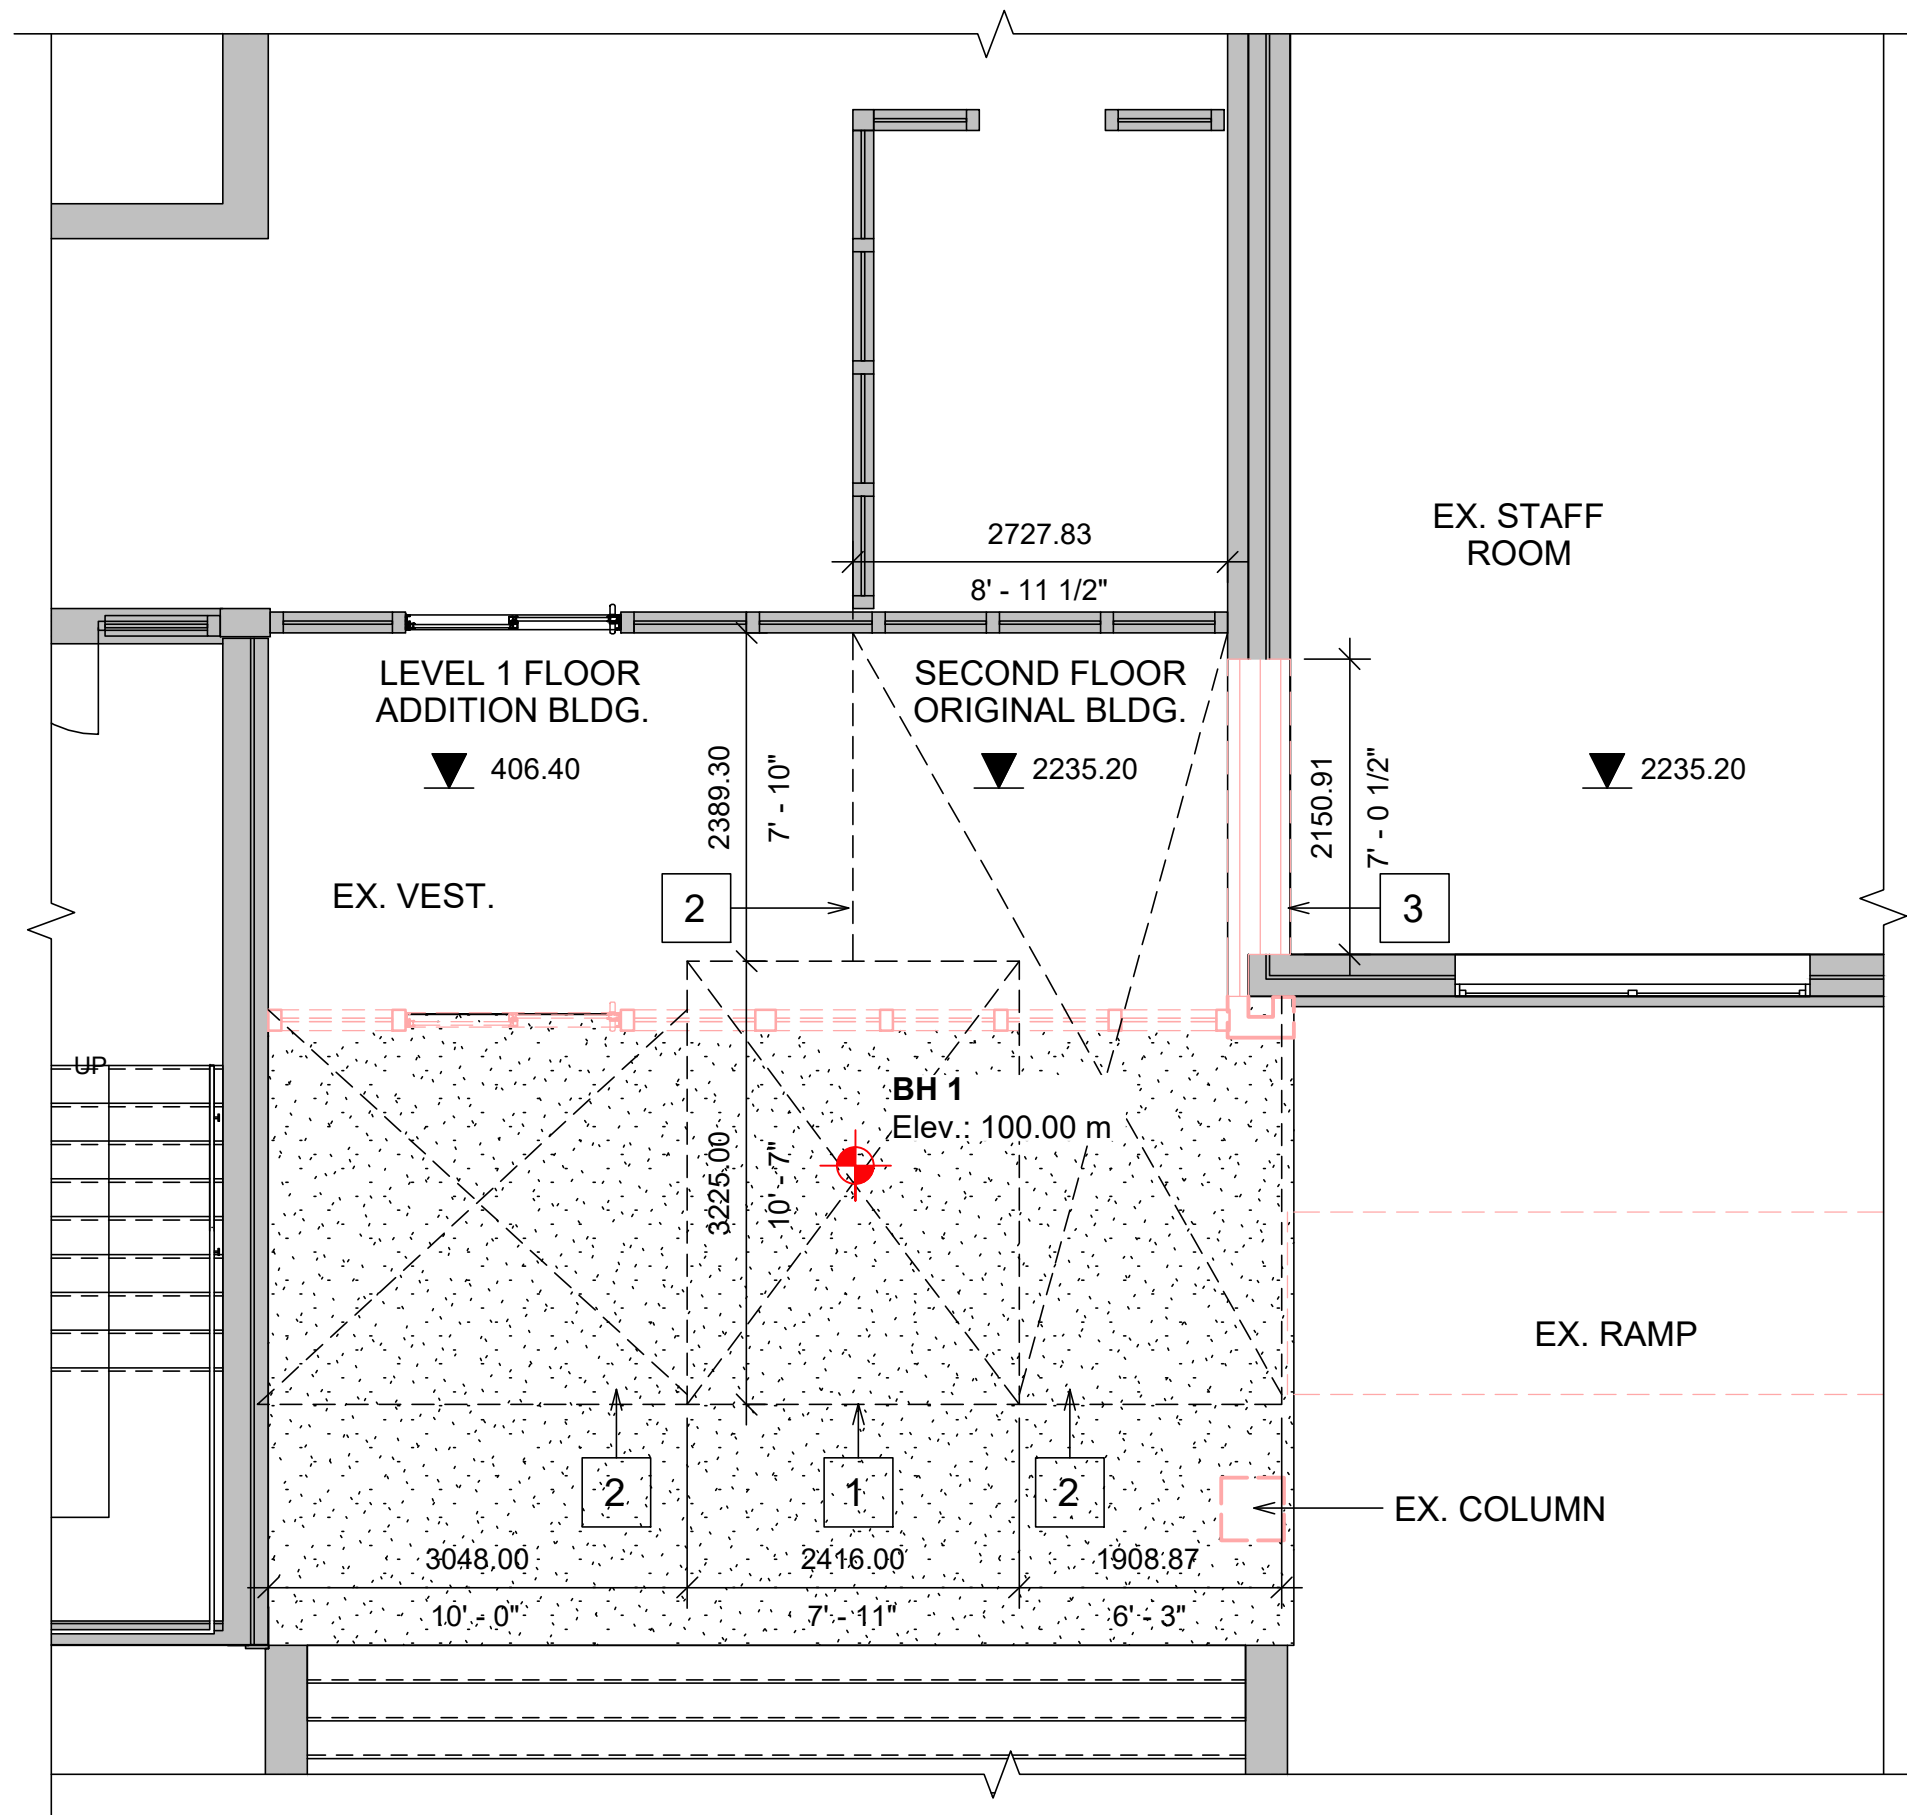 2727.83
8' - 11 1/2"
EX. STAFF
ROOM
LEVEL 1 FLOOR
ADDITION BLDG.
406.40
SECOND FLOOR
ORIGINAL BLDG.
2235.20
2235.20
2389.30
7' - 10"
2150.91
7' - 0 1/2"
EX. VEST.
2
3
UP
BH 1
Elev.: 100.00 m
3225.00
10' - 7"
EX. RAMP
2
1
2
EX. COLUMN
3048.00
2416.00
1908.87
10' - 0"
7' - 11"
6' - 3"